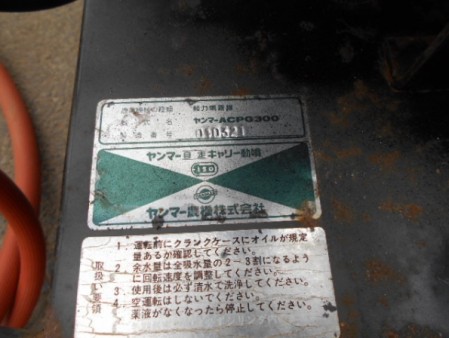 動力噴霧機
ヤンマーACPG300
ヤンマー自走キャリー動噴
ヤンマー農機株式会社
取扱い要領
1. 運転前にクランクケースにオイルが規定
量あるか確認してください。
2. 余水量は全吸水量の2-3割になるよう
に回転速度を調整してください。
3. 使用後は必ず清水で洗浄してください。
4. 空運転はしないでください。
薬液がなくなったら停止してください。